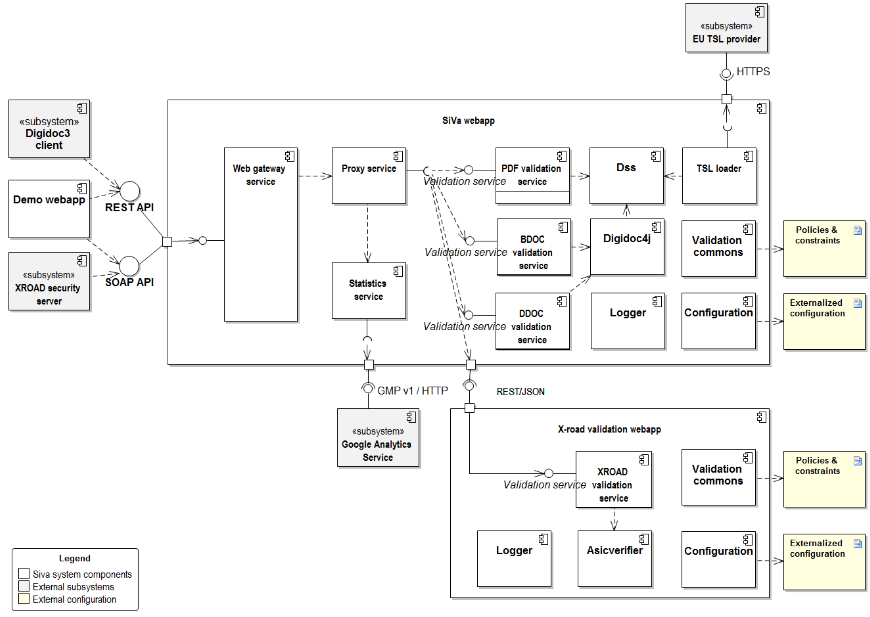 «subsystem»
EU TSL provider
HTTPS
«subsystem»
Digidoc3
client
Demo webapp
«subsystem»
XROAD security
server
REST API
SOAP API
SiVa webapp
Web gateway
service
Proxy service
Statistics
service
Validation service
PDF validation
service
Validation service
BDOC
validation
service
Validation service
DDOC
validation
service
Dss
Digidoc4j
Logger
TSL loader
Validation
commons
Configuration
Policies &
constraints
Externalized
configuration
GMP v1 / HTTP
REST/JSON
«subsystem»
Google Analytics
Service
X-road validation webapp
Validation service
XROAD
validation
service
Logger
Asicverifier
Validation
commons
Configuration
Policies &
constraints
Externalized
configuration
Legend
Siva system components
External subsystems
External configuration